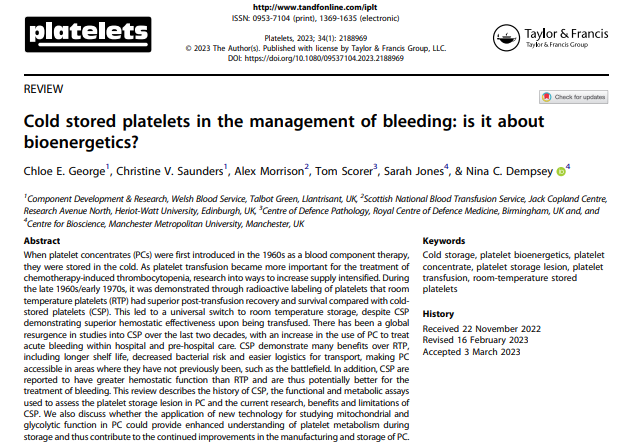 http://www.tandfonline.com/iplt
ISSN: 0953-7104 (print), 1369-1635 (electronic)
platelets
Platelets, 2023; 34(1): 2188969
© 2023 The Author(s). Published with license by Taylor & Francis Group, LLC.
DOI: https://doi.org/10.1080/09537104.2023.2188969
Taylor & Francis
Taylor & Francis Group
REVIEW
Check for updates
Cold stored platelets in the management of bleeding: is it about
bioenergetics?
Chloe E. George1, Christine V. Saunders1, Alex Morrison2, Tom Scorer3, Sarah Jones4, & Nina C. Dempsey iD 4
1Component Development & Research, Welsh Blood Service, Talbot Green, Llantrisant, UK, 2Scottish National Blood Transfusion Service, Jack Copland Centre,
Research Avenue North, Heriot-Watt University, Edinburgh, UK, 3Centre of Defence Pathology, Royal Centre of Defence Medicine, Birmingham, UK and, and
4Centre for Bioscience, Manchester Metropolitan University, Manchester, UK
Abstract
When platelet concentrates (PCs) were first introduced in the 1960s as a blood component therapy,
they were stored in the cold. As platelet transfusion became more important for the treatment of
chemotherapy-induced thrombocytopenia, research into ways to increase supply intensified. During
the late 1960s/early 1970s, it was demonstrated through radioactive labeling of platelets that room
temperature platelets (RTP) had superior post-transfusion recovery and survival compared with cold-
stored platelets (CSP). This led to a universal switch to room temperature storage, despite CSP
demonstrating superior hemostatic effectiveness upon being transfused. There has been a global
resurgence in studies into CSP over the last two decades, with an increase in the use of PC to treat
acute bleeding within hospital and pre-hospital care. CSP demonstrate many benefits over RTP,
including longer shelf life, decreased bacterial risk and easier logistics for transport, making PC
accessible in areas where they have not previously been, such as the battlefield. In addition, CSP are
reported to have greater hemostatic function than RTP and are thus potentially better for the
treatment of bleeding. This review describes the history of CSP, the functional and metabolic assays
used to assess the platelet storage lesion in PC and the current research, benefits and limitations of
CSP. We also discuss whether the application of new technology for studying mitochondrial and
glycolytic function in PC could provide enhanced understanding of platelet metabolism during
storage and thus contribute to the continued improvements in the manufacturing and storage of PC.
Keywords
Cold storage, platelet bioenergetics, platelet
concentrate, platelet storage lesion, platelet
transfusion, room-temperature stored
platelets
History
Received 22 November 2022
Revised 16 February 2023
Accepted 3 March 2023